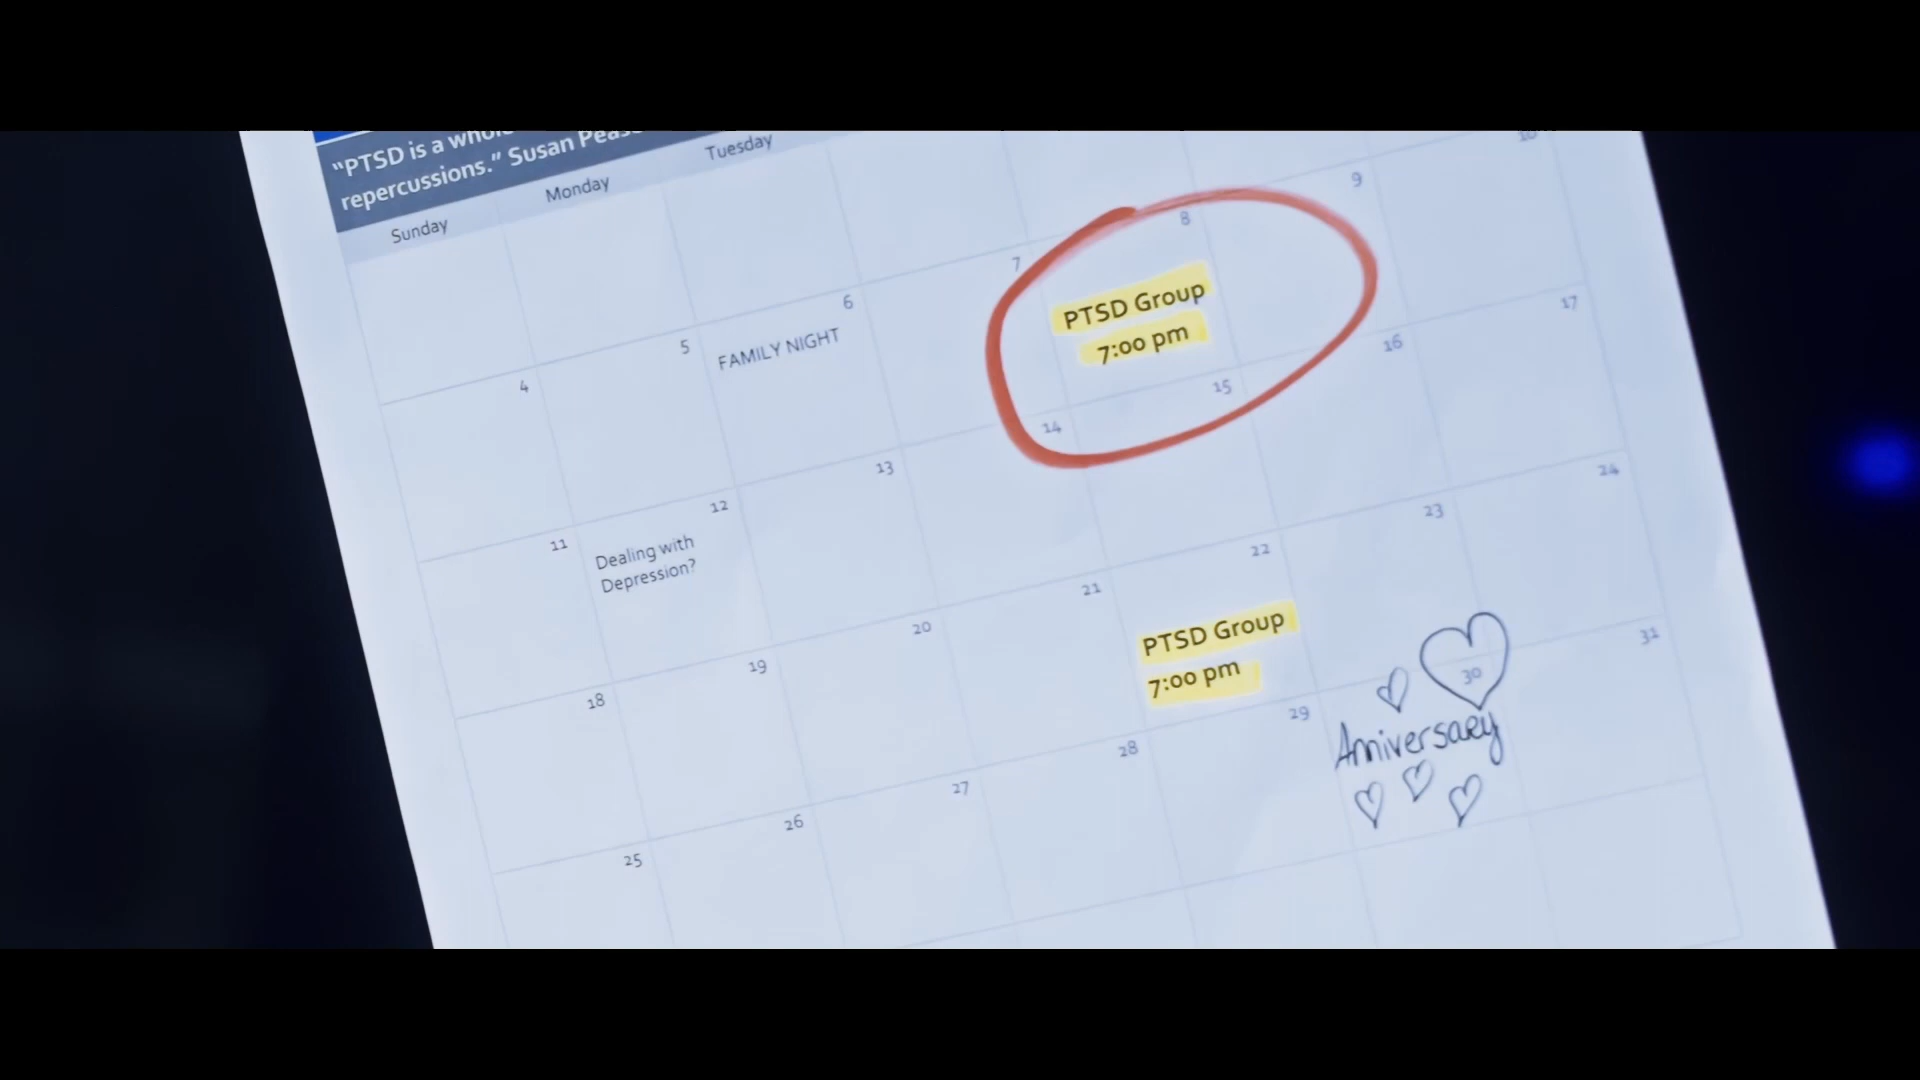 "PTSD is a whole
repercussions." Susan Pease
Sunday Monday Tuesday
4 5 6 7 8 9 10
FAMILY NIGHT
PTSD Group
7:00 pm
11 12 13 14 15 16 17
Dealing with
Depression?
18 19 20 21 22 23 24
PTSD Group
7:00 pm
25 26 27 28 29 30 31
Anniversary